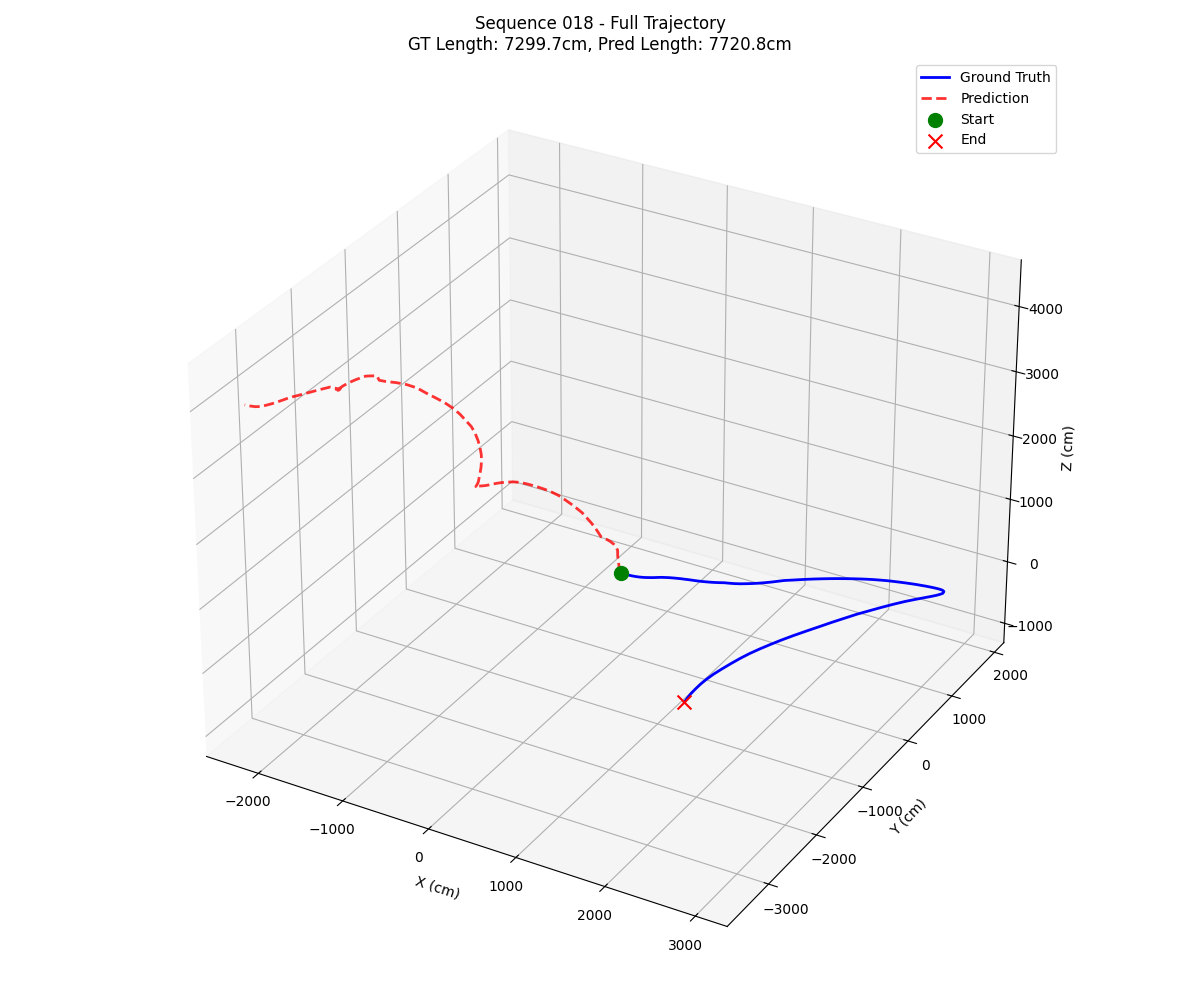 Sequence 018 - Full Trajectory
GT Length: 7299.7cm, Pred Length: 7720.8cm
Ground Truth
Prediction
Start
End
4000
3000
2000
1000
0
−1000
Z (cm)
2000
1000
0
−1000
−2000
−3000
Y (cm)
−2000
−1000
0
1000
2000
3000
X (cm)